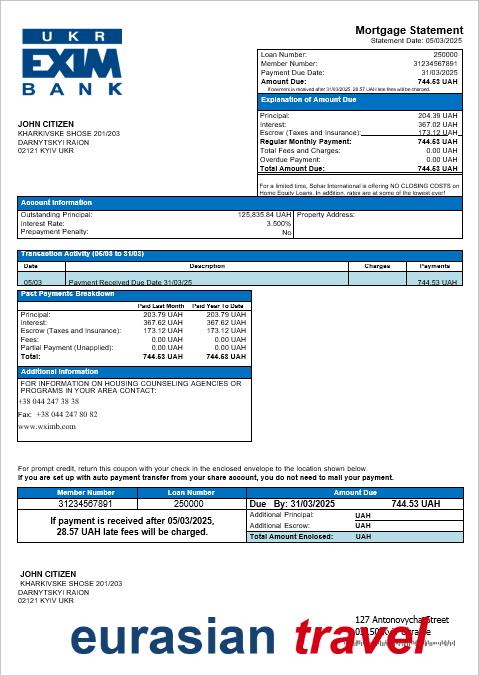 UKR
EXIM
BANK
Mortgage Statement
Statement Date: 05/03/2025
Loan Number: 250000
Member Number: 31234567891
Payment Due Date: 31/03/2025
Amount Due: 744.53 UAH
If payment is received after 31/03/2025, 28.57 UAH late fees will be charged.
Explanation of Amount Due
Principal: 204.39 UAH
Interest: 367.02 UAH
Escrow (Taxes and Insurance): 173.12 UAH
Regular Monthly Payment: 744.53 UAH
Total Fees and Charges: 0.00 UAH
Overdue Payment: 0.00 UAH
Total Amount Due: 744.53 UAH
For a limited time, Sohar International is offering NO CLOSING COSTS on
Home Equity Loans. In addition, rates are at some of the lowest ever!
JOHN CITIZEN
KHARKIVSKE SHOSE 201/203
DARNYTSKYI RAION
02121 KYIV UKR
Account Information
Outstanding Principal: 125,835.84 UAH
Interest Rate: 3.500%
Prepayment Penalty: No
Property Address:
Transaction Activity (05/03 to 31/03)
Date Description Charges Payments
05/03 Payment Received Due Date 31/03/25 744.53 UAH
Past Payments Breakdown
Paid Last Month Paid Year To Date
Principal: 203.79 UAH 203.79 UAH
Interest: 367.62 UAH 367.62 UAH
Escrow (Taxes and Insurance): 173.12 UAH 173.12 UAH
Fees: 0.00 UAH 0.00 UAH
Partial Payment (Unapplied): 0.00 UAH 0.00 UAH
Total: 744.53 UAH 744.53 UAH
Additional Information
FOR INFORMATION ON HOUSING COUNSELING AGENCIES OR
PROGRAMS IN YOUR AREA CONTACT:
+38 044 247 38 38
Fax: +38 044 247 80 82
www.wximb.com
For prompt credit, return this coupon with your check in the enclosed envelope to the location shown below.
If you are set up with auto payment transfer from your share account, you do not need to mail your payment.
Member Number Loan Number Amount Due
31234567891 250000 Due By: 31/03/2025 744.53 UAH
If payment is received after 05/03/2025,
28.57 UAH late fees will be charged.
Additional Principal: UAH
Additional Escrow: UAH
Total Amount Enclosed: UAH
JOHN CITIZEN
KHARKIVSKE SHOSE 201/203
DARNYTSKYI RAION
02121 KYIV UKR
127 Antonovycha Street
eurasian travel